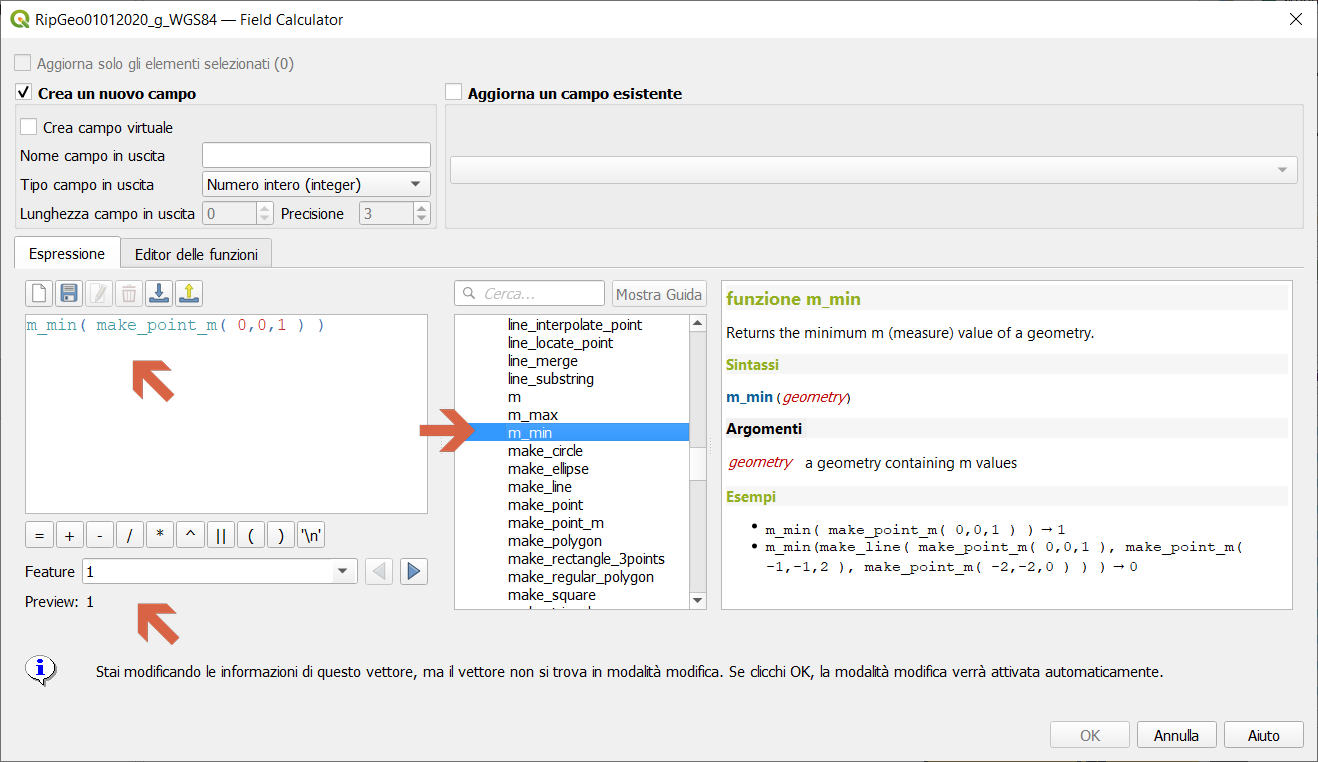 RipGeo01012020_g_WGS84 — Field Calculator
Aggiorna solo gli elementi selezionati (0)
Crea un nuovo campo
Aggiorna un campo esistente
Crea campo virtuale
Nome campo in uscita
Tipo campo in uscita Numero intero (integer)
Lunghezza campo in uscita 0 Precisione 3
Espressione
Editor delle funzioni
m_min( make_point_m( 0,0,1 ) )
= + - / * ^ || ( ) '\n'
Feature 1
Preview: 1
Cerca...
Mostra Guida
line_interpolate_point
line_locate_point
line_merge
line_substring
m
m_max
m_min
make_circle
make_ellipse
make_line
make_point
make_point_m
make_polygon
make_rectangle_3points
make_regular_polygon
make_square
funzione m_min
Returns the minimum m (measure) value of a geometry.
Sintassi
m_min (geometry)
Argomenti
geometry a geometry containing m values
Esempi
• m_min( make_point_m( 0,0,1 ) ) → 1
• m_min(make_line( make_point_m( 0,0,1 ), make_point_m(
-1,-1,2 ), make_point_m( -2,-2,0 ) ) ) → 0
Stai modificando le informazioni di questo vettore, ma il vettore non si trova in modalità modifica. Se clicchi OK, la modalità modifica verrà attivata automaticamente.
OK
Annulla
Aiuto